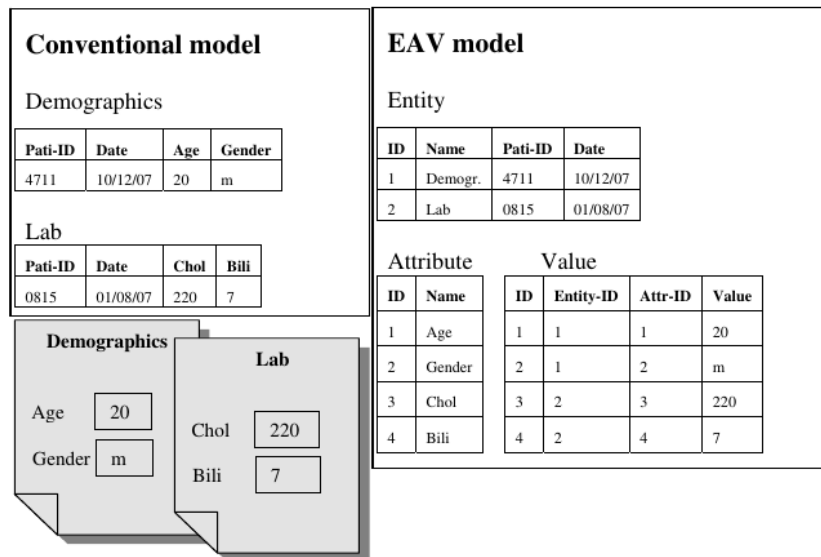 Conventional model
Demographics
Pati-ID Date Age Gender
4711 10/12/07 20 m
Lab
Pati-ID Date Chol Bili
0815 01/08/07 220 7
Demographics
Age 20
Gender m
Lab
Chol 220
Bili 7
EAV model
Entity
ID Name Pati-ID Date
1 Demogr. 4711 10/12/07
2 Lab 0815 01/08/07
Attribute
ID Name
1 Age
2 Gender
3 Chol
4 Bili
Value
ID Entity-ID Attr-ID Value
1 1 1 20
2 1 2 m
3 2 3 220
4 2 4 7